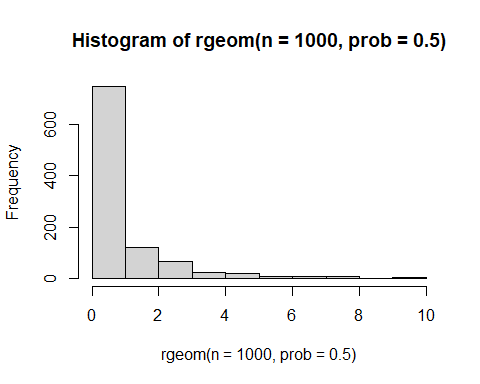 Histogram of rgeom(n = 1000, prob = 0.5)
Frequency
600
400
200
0
0 2 4 6 8 10
rgeom(n = 1000, prob = 0.5)